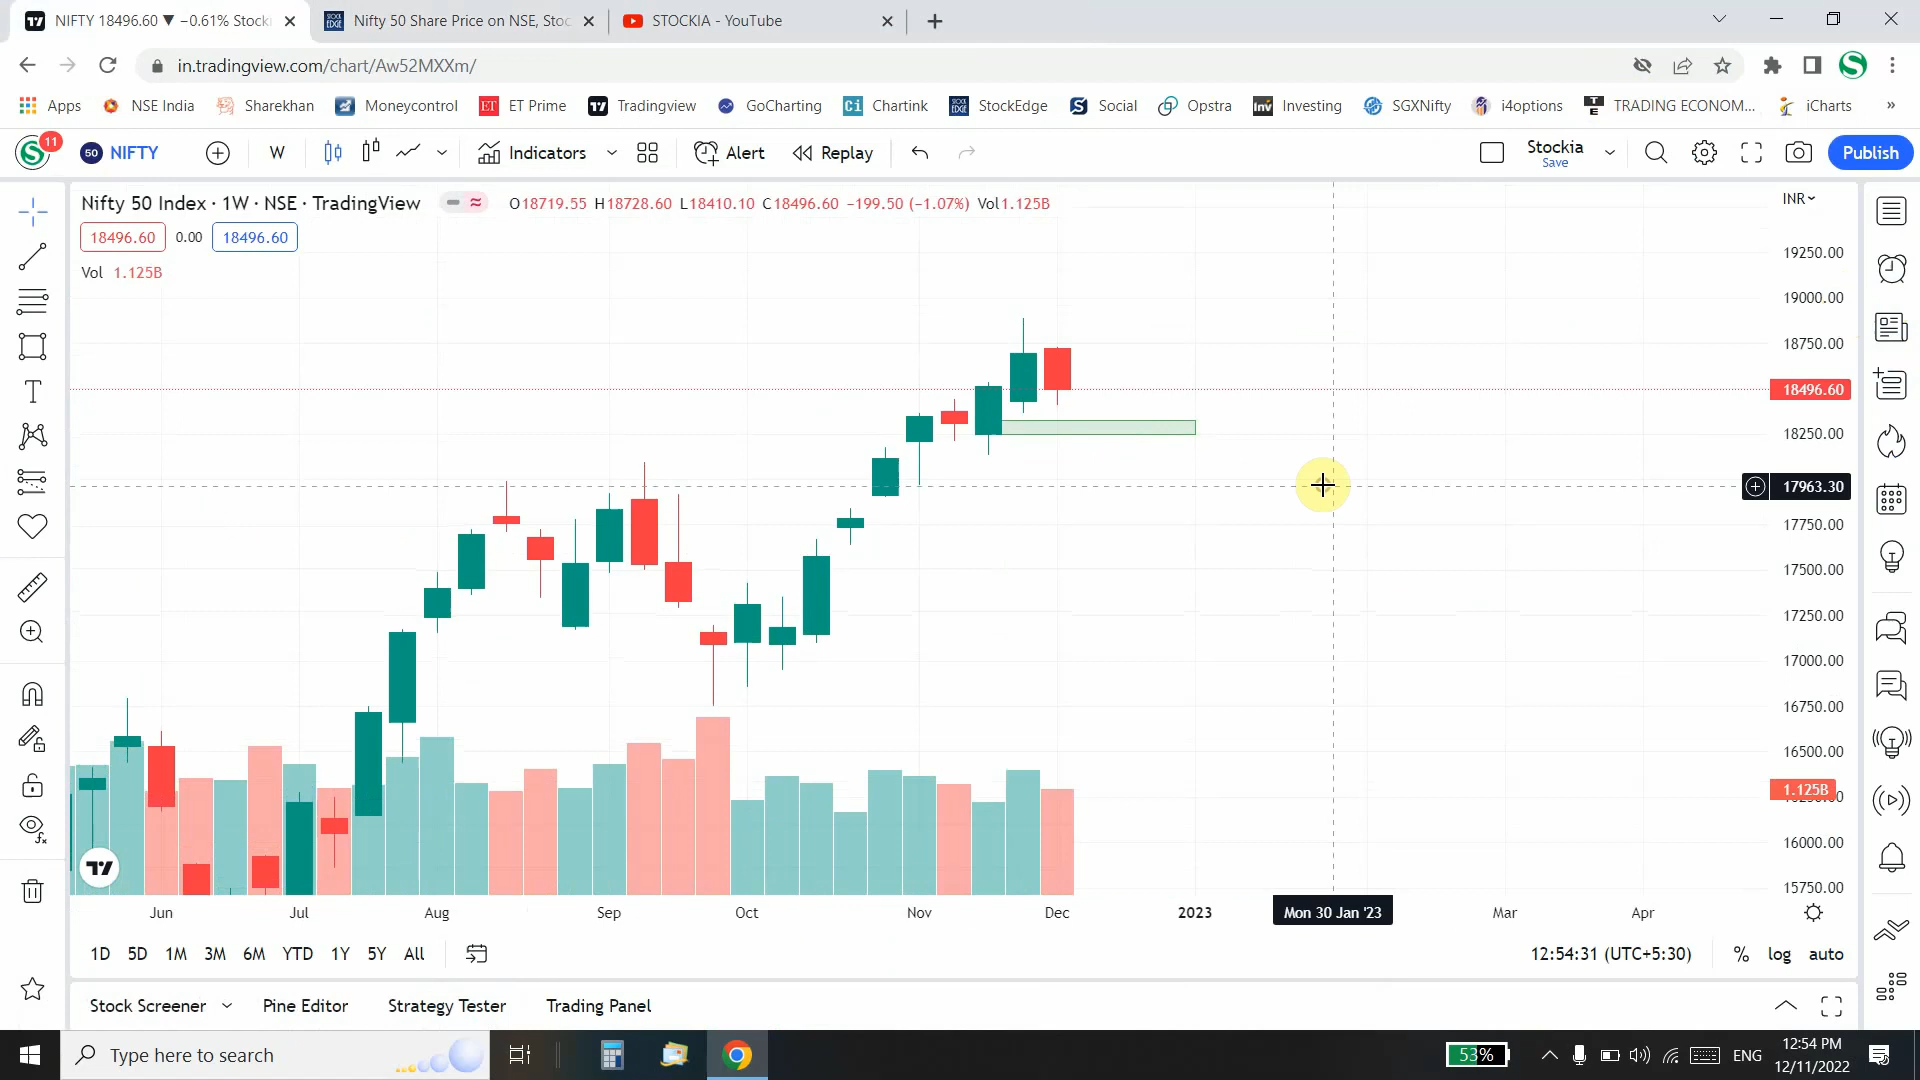 NIFTY 18496.60 ▼ −0.61% Stock
Nifty 50 Share Price on NSE, Stoc
STOCKIA - YouTube
in.tradingview.com/chart/Aw52MXXm/
Apps
NSE India
Sharekhan
Moneycontrol
ET
ET Prime
Tradingview
GoCharting
Ci
Chartink
StockEdge
Social
Opstra
Inv
Investing
SGXNifty
i4options
TRADING ECONOM...
iCharts
»
11
50
NIFTY
W
Indicators
Alert
Replay
Stockia
Save
Publish
Nifty 50 Index · 1W · NSE · TradingView
O18719.55 H18728.60 L18410.10 C18496.60 −199.50 (−1.07%) Vol1.125B
INR
18496.60
0.00
18496.60
Vol 1.125B
19250.00
19000.00
18750.00
18496.60
18250.00
17963.30
17750.00
17500.00
17250.00
17000.00
16750.00
16500.00
1.125B
16000.00
15750.00
Jun
Jul
Aug
Sep
Oct
Nov
Dec
2023
Mon 30 Jan '23
Mar
Apr
1D
5D
1M
3M
6M
YTD
1Y
5Y
All
12:54:31 (UTC+5:30)
%
log
auto
Stock Screener
Pine Editor
Strategy Tester
Trading Panel
Type here to search
53%
ENG
12:54 PM
12/11/2022